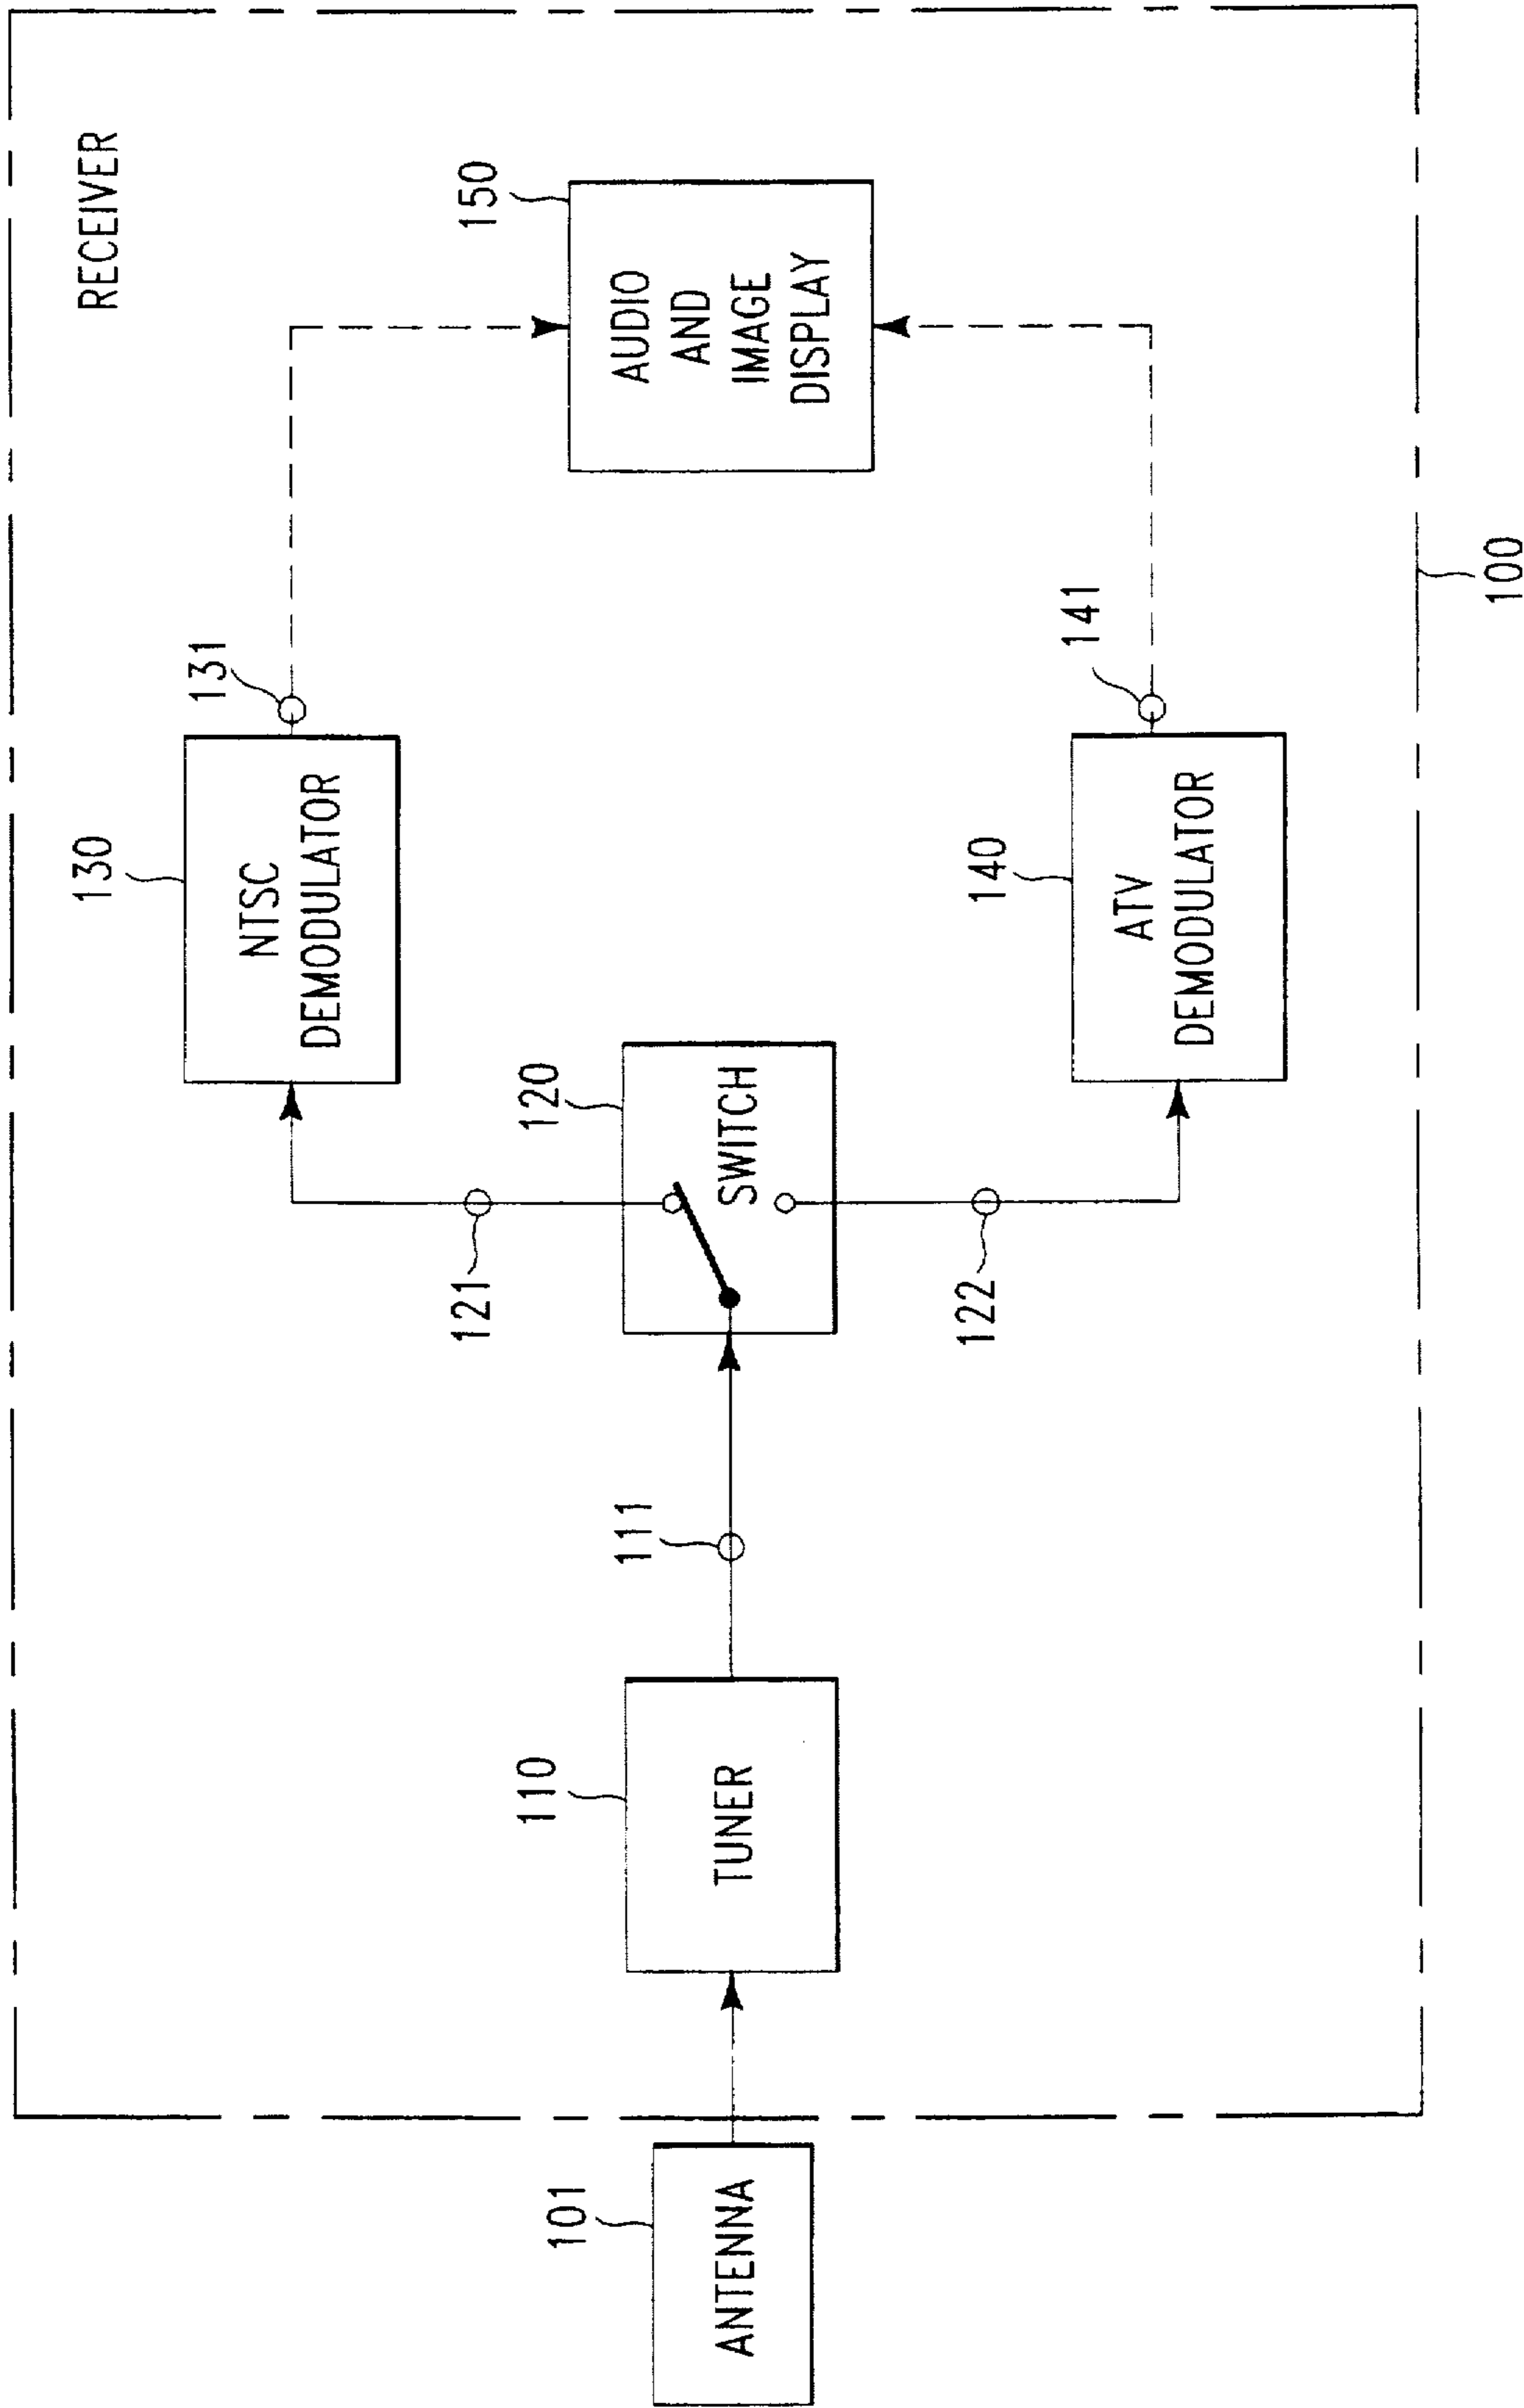 RECEIVER
130
NTSC
DEMODULATOR
131
101
ANTENNA
110
TUNER
111
121
120
SWITCH
122
150
AUDIO
AND
IMAGE
DISPLAY
140
ATV
DEMODULATOR
141
100